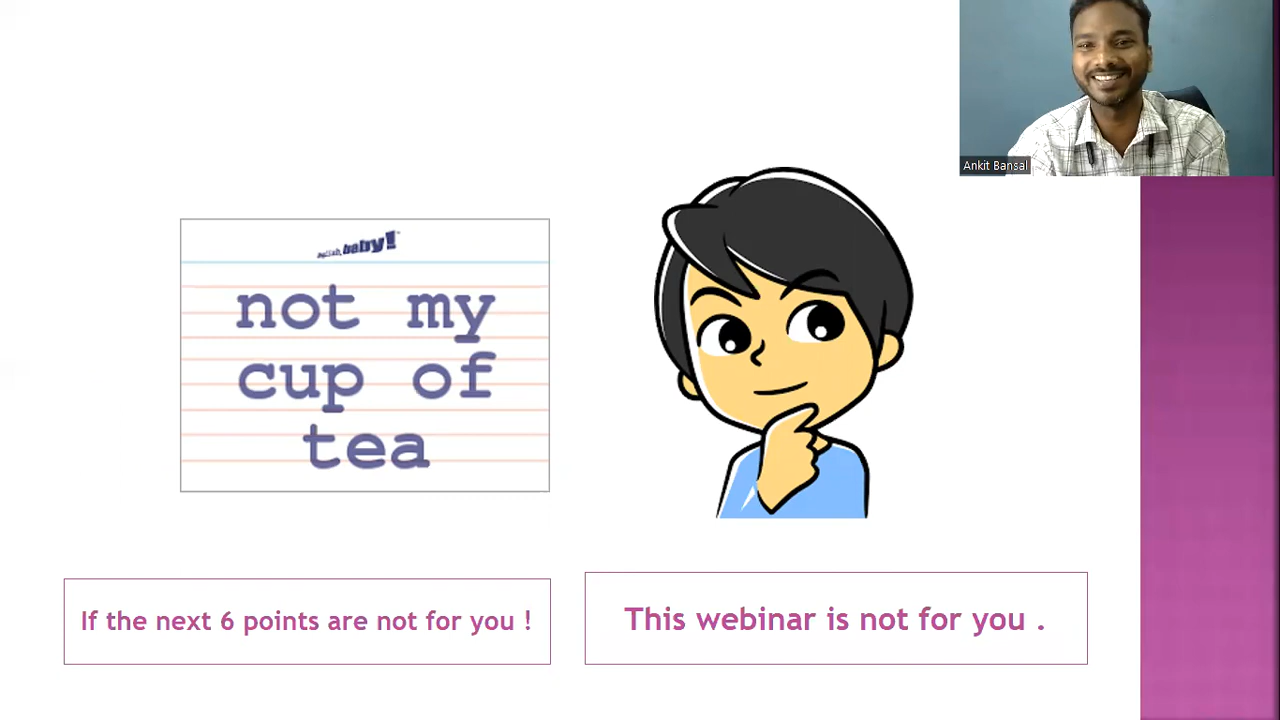 Ankit Bansal
english, baby!
not my
cup of
tea
If the next 6 points are not for you !
This webinar is not for you .